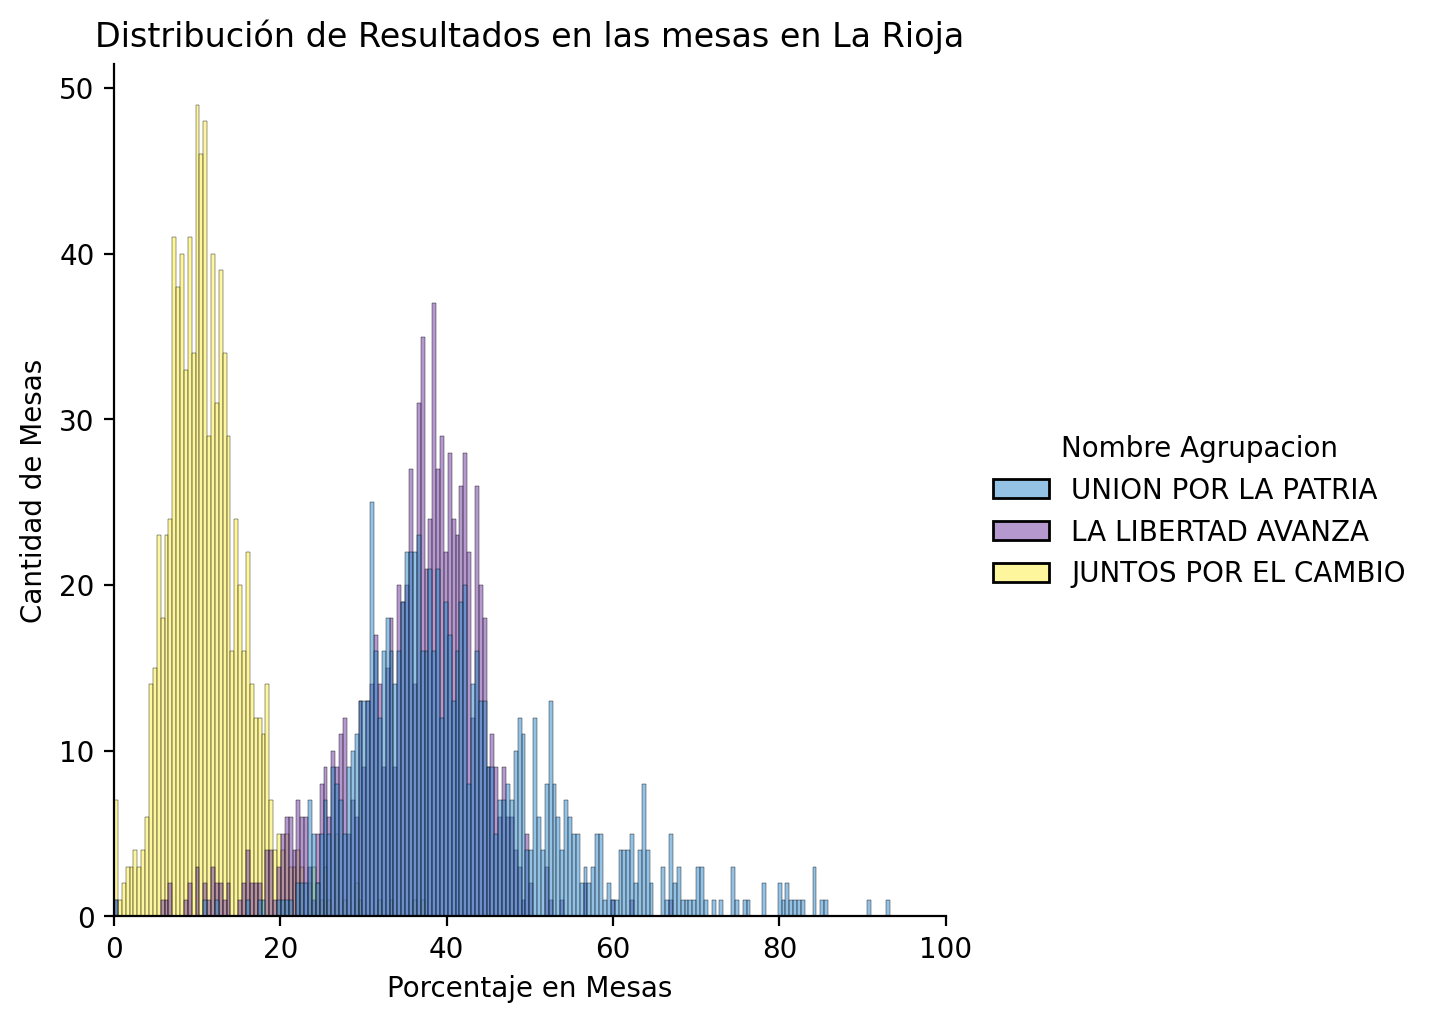 Distribución de Resultados en las mesas en La Rioja
50
40
30
20
10
0
Cantidad de Mesas
0 20 40 60 80 100
Porcentaje en Mesas
Nombre Agrupacion
UNION POR LA PATRIA
LA LIBERTAD AVANZA
JUNTOS POR EL CAMBIO